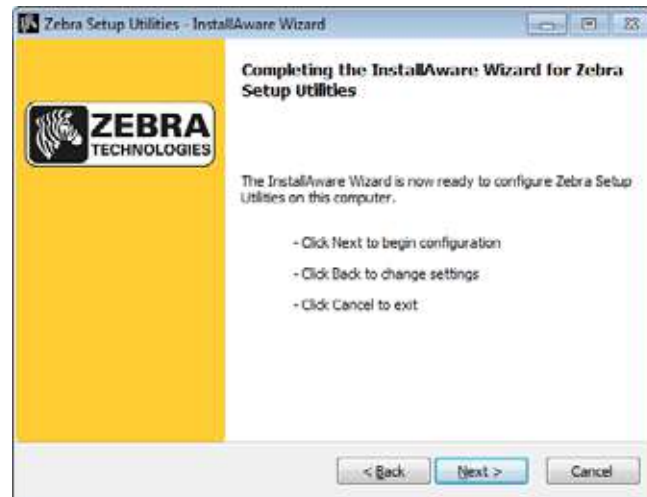 Zebra Setup Utilities - InstallAware Wizard
Completing the InstallAware Wizard for Zebra
Setup Utilities
ZEBRA
TECHNOLOGIES
The InstallAware Wizard is now ready to configure Zebra Setup
Utilities on this computer.
- Click Next to begin configuration
- Click Back to change settings
- Click Cancel to exit
< Back
Next >
Cancel